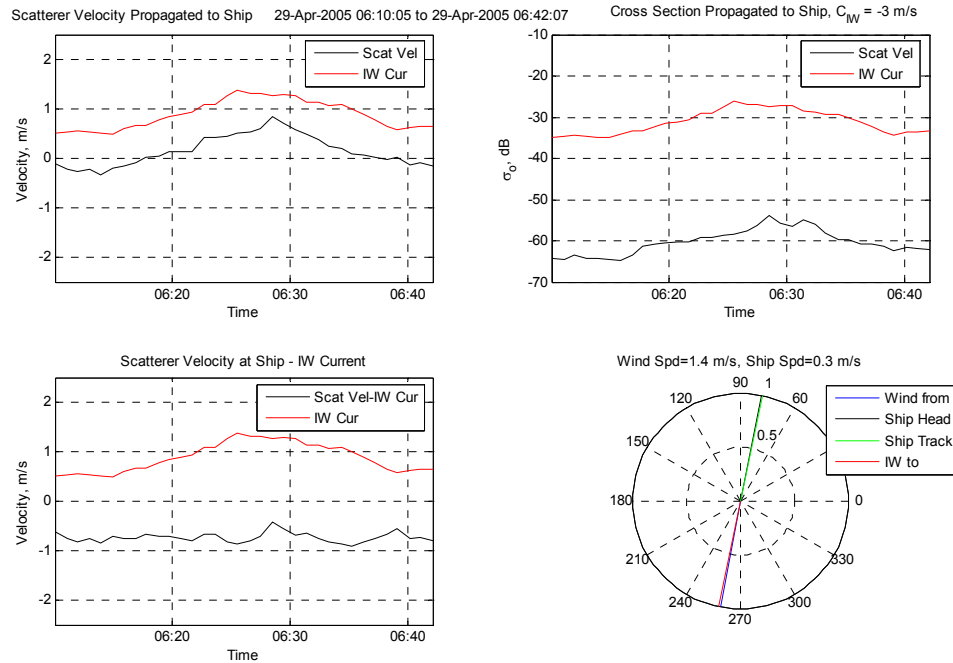 Scatterer Velocity Propagated to Ship 29-Apr-2005 06:10:05 to 29-Apr-2005 06:42:07
2
1
0
-1
-2
Velocity, m/s
Scat Vel
IW Cur
06:20 06:30 06:40
Time
Cross Section Propagated to Ship, C_IW = -3 m/s
-10
-20
-30
-40
-50
-60
-70
σo, dB
Scat Vel
IW Cur
06:20 06:30 06:40
Time
Scatterer Velocity at Ship - IW Current
2
1
0
-1
-2
Velocity, m/s
Scat Vel-IW Cur
IW Cur
06:20 06:30 06:40
Time
Wind Spd=1.4 m/s, Ship Spd=0.3 m/s
90 1
120 60
150 0.5
180 0
210 330
240 300
270
Wind from
Ship Head
Ship Track
IW to